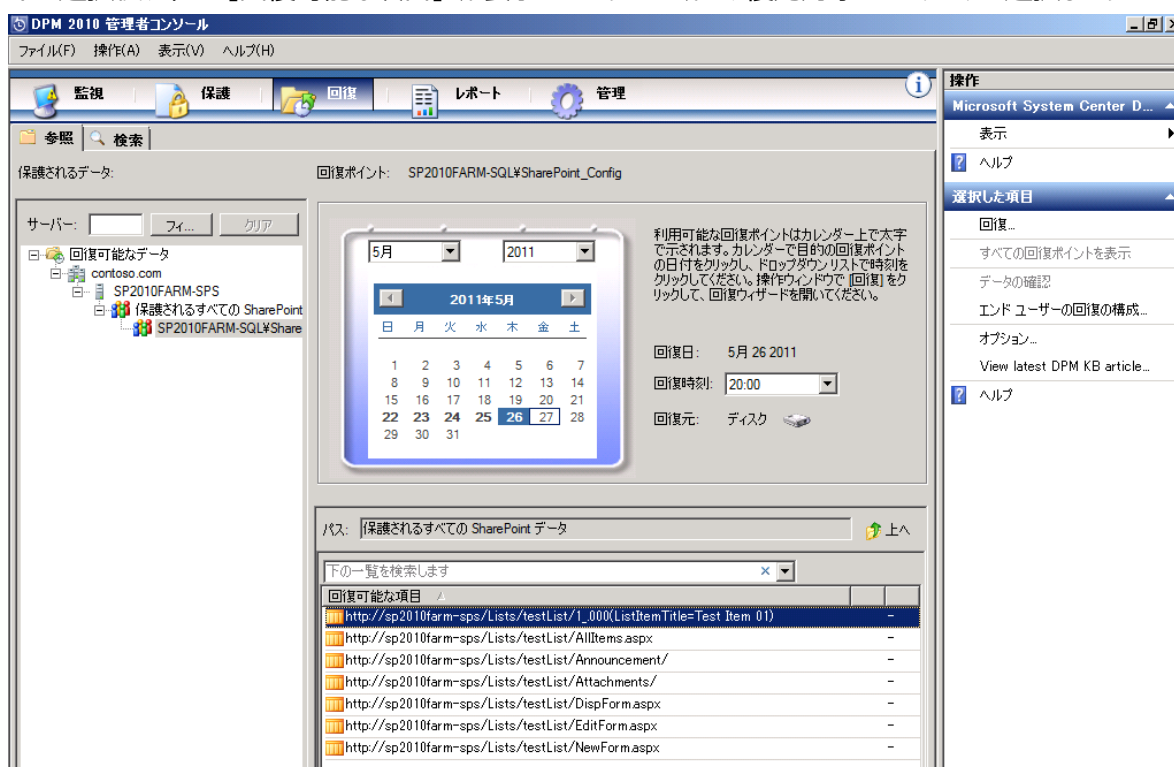 DPM 2010 管理者コンソール
ファイル(F) 操作(A) 表示(V) ヘルプ(H)
監視 保護 回復 レポート 管理
参照 検索
保護されるデータ:
サーバー: フィ... クリア
回復可能なデータ
contoso.com
SP2010FARM-SPS
保護されるすべての SharePoint
SP2010FARM-SQL¥Share
回復ポイント: SP2010FARM-SQL¥SharePoint_Config
5月 2011
2011年5月
日 月 火 水 木 金 土
1 2 3 4 5 6 7
8 9 10 11 12 13 14
15 16 17 18 19 20 21
22 23 24 25 26 27 28
29 30 31
利用可能な回復ポイントはカレンダー上で太字
で示されます。カレンダーで目的の回復ポイント
の日付をクリックし、ドロップダウン リストで時刻を
クリックしてください。操作ウィンドウで [回復] をク
リックして、回復ウィザードを開いてください。
回復日: 5月 26 2011
回復時刻: 20:00
回復元: ディスク
パス: 保護されるすべての SharePoint データ 上へ
下の一覧を検索します
回復可能な項目
http://sp2010farm-sps/Lists/testList/1_.000(ListItemTitle=Test Item 01) -
http://sp2010farm-sps/Lists/testList/AllItems.aspx -
http://sp2010farm-sps/Lists/testList/Announcement/ -
http://sp2010farm-sps/Lists/testList/Attachments/ -
http://sp2010farm-sps/Lists/testList/DispForm.aspx -
http://sp2010farm-sps/Lists/testList/EditForm.aspx -
http://sp2010farm-sps/Lists/testList/NewForm.aspx -
操作
Microsoft System Center D...
表示
ヘルプ
選択した項目
回復...
すべての回復ポイントを表示
データの確認
エンド ユーザーの回復の構成...
オプション...
View latest DPM KB article...
ヘルプ